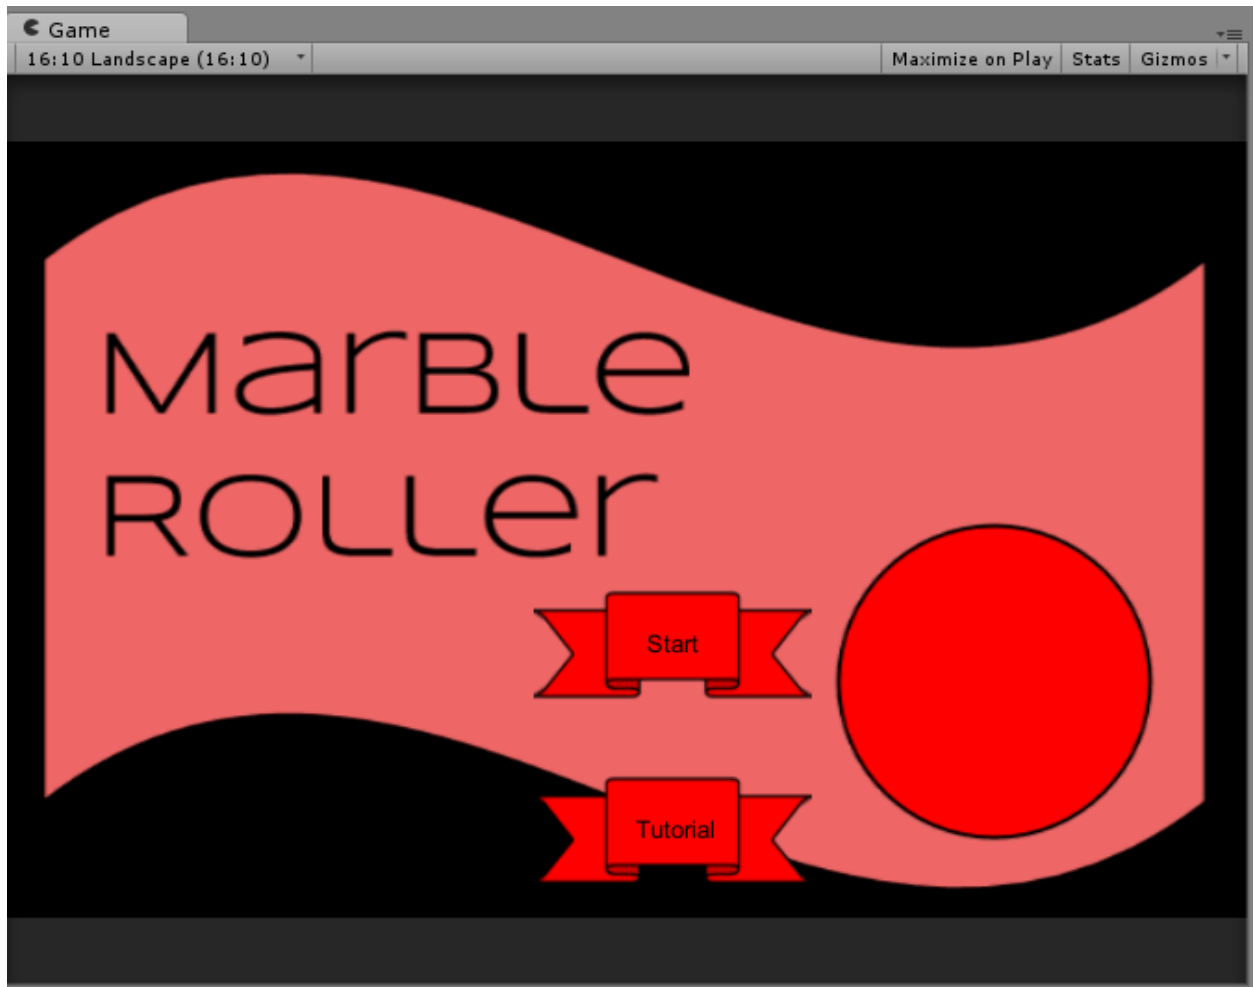 Game
16:10 Landscape (16:10) Maximize on Play Stats Gizmos
MarBle
Roller
Start
Tutorial